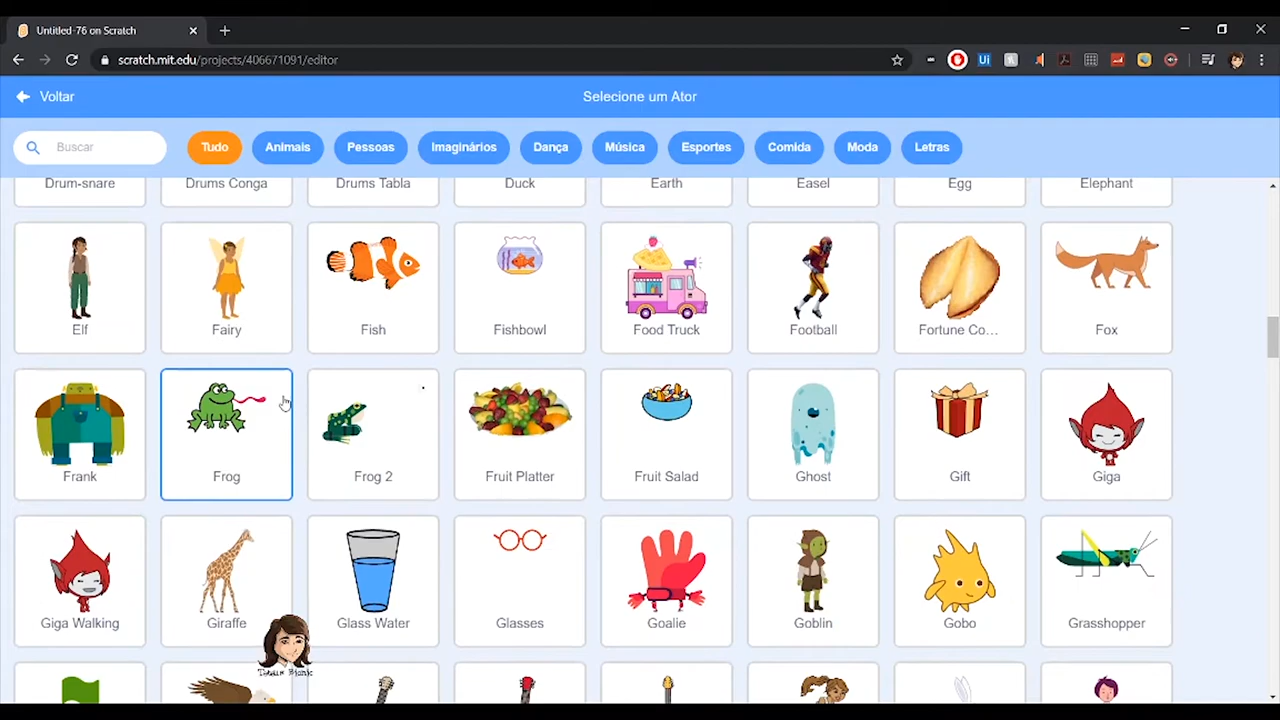 Untitled-76 on Scratch
scratch.mit.edu/projects/406671091/editor
Voltar
Selecione um Ator
Buscar
Tudo
Animais
Pessoas
Imaginários
Dança
Música
Esportes
Comida
Moda
Letras
Drum-snare
Drums Conga
Drums Tabla
Duck
Earth
Easel
Egg
Elephant
Elf
Fairy
Fish
Fishbowl
Food Truck
Football
Fortune Co...
Fox
Frank
Frog
Frog 2
Fruit Platter
Fruit Salad
Ghost
Gift
Giga
Giga Walking
Giraffe
Glass Water
Glasses
Goalie
Goblin
Gobo
Grasshopper